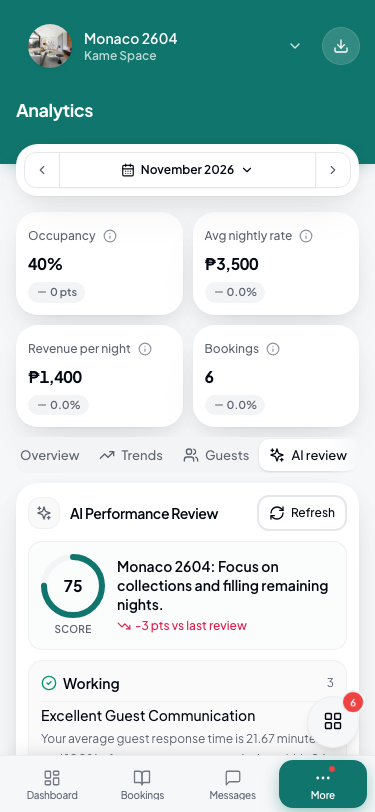 Monaco 2604
Kame Space
Analytics
November 2026
Occupancy
40%
0 pts
Avg nightly rate
₱3,500
0.0%
Revenue per night
₱1,400
0.0%
Bookings
6
0.0%
Overview
Trends
Guests
AI review
AI Performance Review
Refresh
75
SCORE
Monaco 2604: Focus on
collections and filling remaining
nights.
-3 pts vs last review
Working
3
Excellent Guest Communication
Your average guest response time is 21.67 minute
6
Dashboard
Bookings
Messages
More